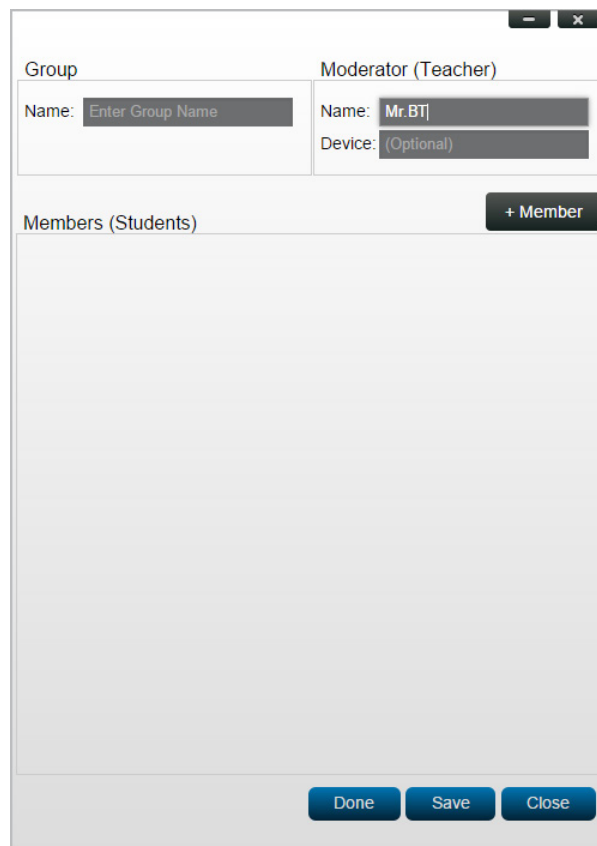 Group
Name: Enter Group Name
Moderator (Teacher)
Name: Mr.BT
Device: (Optional)
+ Member
Members (Students)
Done Save Close